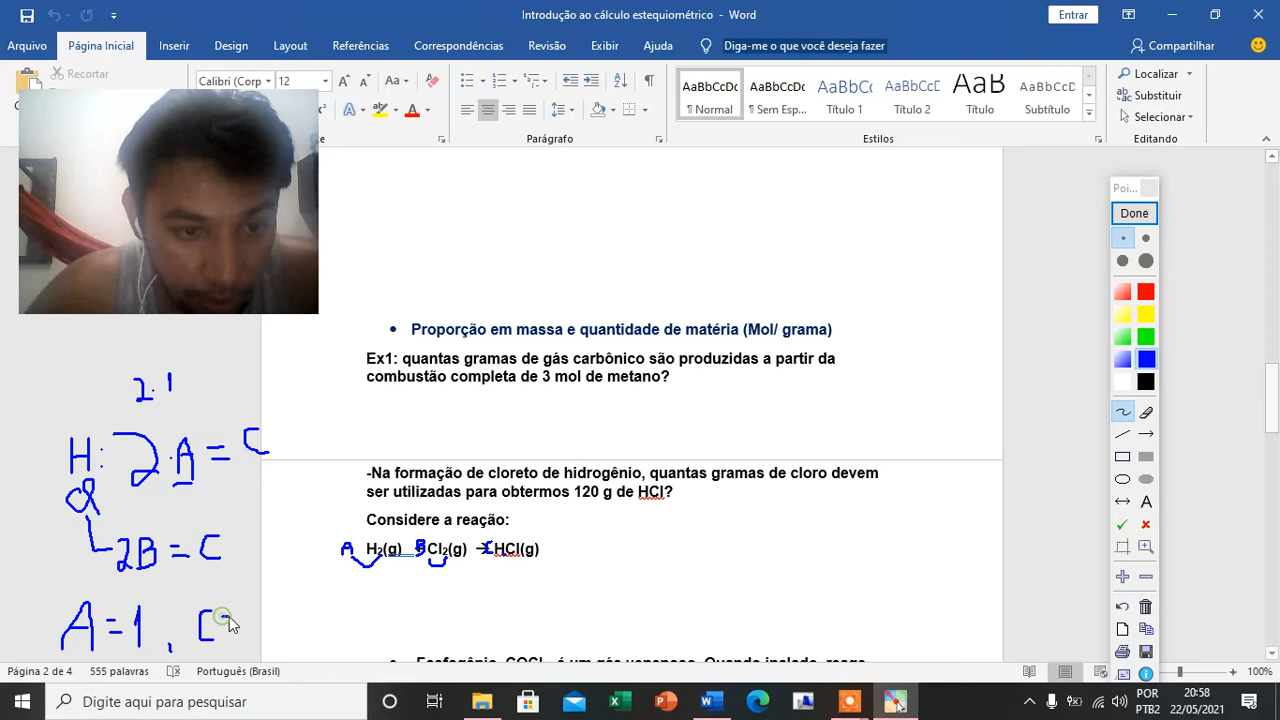 Introdução ao cálculo estequiométrico - Word
Entrar
Arquivo Página Inicial Inserir Design Layout Referências Correspondências Revisão Exibir Ajuda Diga-me o que você deseja fazer Compartilhar
Recortar
Calibri (Corp 12
Aa
AaBbCcDc AaBbCcDc AaBbCc AaBbCcC AaB AaBbCcD
¶ Normal ¶ Sem Esp... Título 1 Título 2 Título Subtítulo
Localizar
Substituir
Selecionar
Parágrafo Estilos Editando
Poi...
Done
• Proporção em massa e quantidade de matéria (Mol/ grama)
Ex1: quantas gramas de gás carbônico são produzidas a partir da
combustão completa de 3 mol de metano?
2.1
H: 2.A = C
Cl
2B = C
A = 1, C =
-Na formação de cloreto de hidrogênio, quantas gramas de cloro devem
ser utilizadas para obtermos 120 g de HCl?
Considere a reação:
A H₂(g) B Cl₂(g) → C HCl(g)
Página 2 de 4 555 palavras Português (Brasil) 100%
Digite aqui para pesquisar
POR
PTB2
20:58
22/05/2021